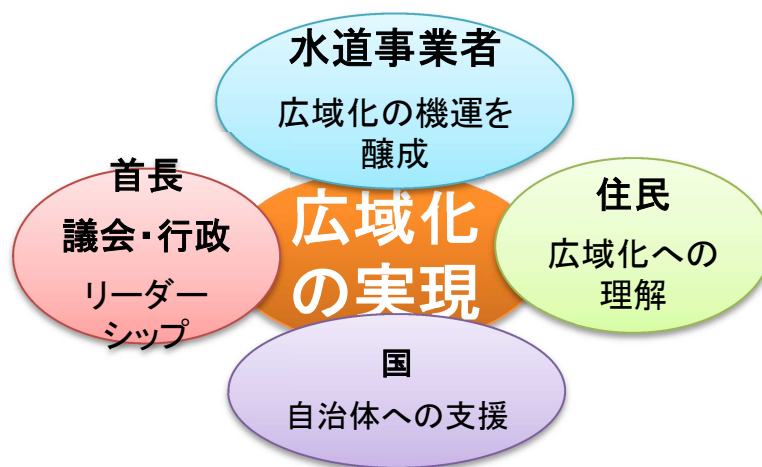 水道事業者
広域化の機運を
醸成
首長
議会・行政
リーダー
シップ
広域化
の実現
住民
広域化への
理解
国
自治体への支援